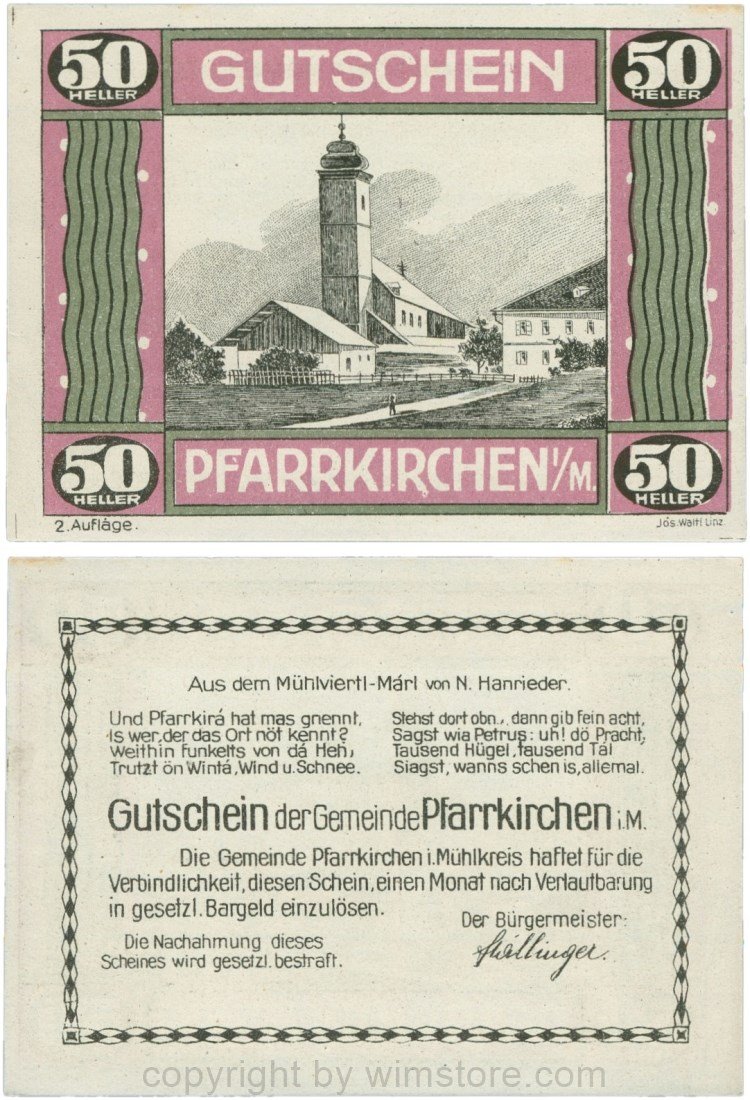 50 HELLER
GUTSCHEIN
50 HELLER
50 HELLER
PFARRKIRCHEN I/M.
50 HELLER
2. Auflage.
Jos. Waltl Linz
Aus dem Mühlviertl-Márl von N. Hanrieder.
Und Pfarrkirá hat mas gnennt,
Is wer, der das Ort nöt kennt?
Weithin funkelts von dá Heh,
Trutzt ön Wintá, Wind u. Schnee.
Stehst dort obn, dann gib fein acht,
Sagst wia Petrus: uh! dö Pracht,
Tausend Hügel, tausend Tál
Siagst, wanns schen is, allemal.
Gutschein der Gemeinde Pfarrkirchen i.M.
Die Gemeinde Pfarrkirchen i. Mühlkreis haftet für die
Verbindlichkeit, diesen Schein, einen Monat nach Verlautbarung
in gesetzl. Bargeld einzulösen.
Der Bürgermeister:
Die Nachahmung dieses
Scheines wird gesetzl. bestraft.
copyright by wimstore.com